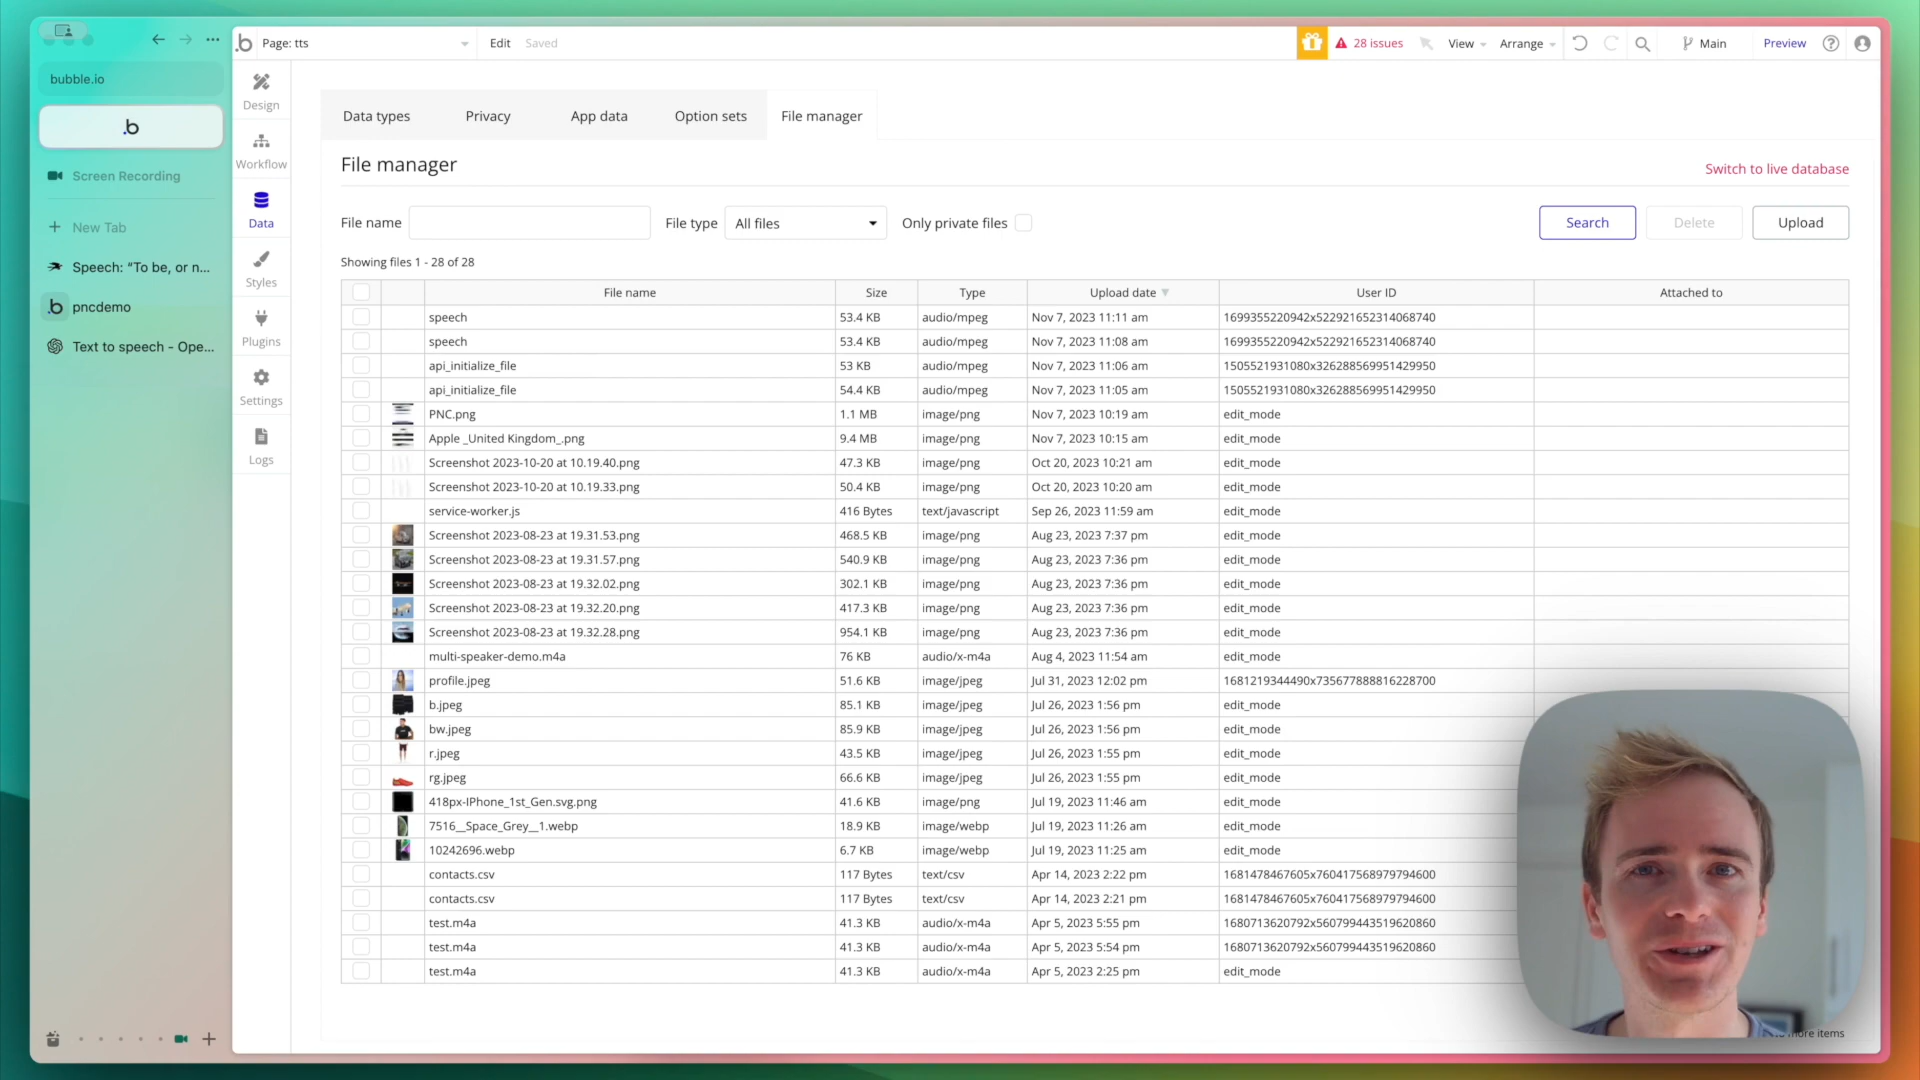 bubble.io
.b
Screen Recording
New Tab
Speech: “To be, or n...
pncdemo
Text to speech - Ope...
Page: tts
Edit
Saved
28 issues
View
Arrange
Main
Preview
Design
Workflow
Data
Styles
Plugins
Settings
Logs
Data types
Privacy
App data
Option sets
File manager
File manager
Switch to live database
File name
File type
All files
Only private files
Search
Delete
Upload
Showing files 1 - 28 of 28
File name Size Type Upload date User ID Attached to
speech 53.4 KB audio/mpeg Nov 7, 2023 11:11 am 1699355220942x522921652314068740
speech 53.4 KB audio/mpeg Nov 7, 2023 11:08 am 1699355220942x522921652314068740
api_initialize_file 53 KB audio/mpeg Nov 7, 2023 11:06 am 1505521931080x326288569951429950
api_initialize_file 54.4 KB audio/mpeg Nov 7, 2023 11:05 am 1505521931080x326288569951429950
PNC.png 1.1 MB image/png Nov 7, 2023 10:19 am edit_mode
Apple _United Kingdom_.png 9.4 MB image/png Nov 7, 2023 10:15 am edit_mode
Screenshot 2023-10-20 at 10.19.40.png 47.3 KB image/png Oct 20, 2023 10:21 am edit_mode
Screenshot 2023-10-20 at 10.19.33.png 50.4 KB image/png Oct 20, 2023 10:20 am edit_mode
service-worker.js 416 Bytes text/javascript Sep 26, 2023 11:59 am edit_mode
Screenshot 2023-08-23 at 19.31.53.png 468.5 KB image/png Aug 23, 2023 7:37 pm edit_mode
Screenshot 2023-08-23 at 19.31.57.png 540.9 KB image/png Aug 23, 2023 7:36 pm edit_mode
Screenshot 2023-08-23 at 19.32.02.png 302.1 KB image/png Aug 23, 2023 7:36 pm edit_mode
Screenshot 2023-08-23 at 19.32.20.png 417.3 KB image/png Aug 23, 2023 7:36 pm edit_mode
Screenshot 2023-08-23 at 19.32.28.png 954.1 KB image/png Aug 23, 2023 7:36 pm edit_mode
multi-speaker-demo.m4a 76 KB audio/x-m4a Aug 4, 2023 11:54 am edit_mode
profile.jpeg 51.6 KB image/jpeg Jul 31, 2023 12:02 pm 1681219344490x735677888816228700
b.jpeg 85.1 KB image/jpeg Jul 26, 2023 1:56 pm edit_mode
bw.jpeg 85.9 KB image/jpeg Jul 26, 2023 1:56 pm edit_mode
r.jpeg 43.5 KB image/jpeg Jul 26, 2023 1:55 pm edit_mode
rg.jpeg 66.6 KB image/jpeg Jul 26, 2023 1:55 pm edit_mode
418px-IPhone_1st_Gen.svg.png 41.6 KB image/png Jul 19, 2023 11:46 am edit_mode
7516__Space_Grey__1.webp 18.9 KB image/webp Jul 19, 2023 11:26 am edit_mode
10242696.webp 6.7 KB image/webp Jul 19, 2023 11:25 am edit_mode
contacts.csv 117 Bytes text/csv Apr 14, 2023 2:22 pm 1681478467605x760417568979794600
contacts.csv 117 Bytes text/csv Apr 14, 2023 2:21 pm 1681478467605x760417568979794600
test.m4a 41.3 KB audio/x-m4a Apr 5, 2023 5:55 pm 1680713620792x560799443519620860
test.m4a 41.3 KB audio/x-m4a Apr 5, 2023 5:54 pm 1680713620792x560799443519620860
test.m4a 41.3 KB audio/x-m4a Apr 5, 2023 2:25 pm edit_mode
more items